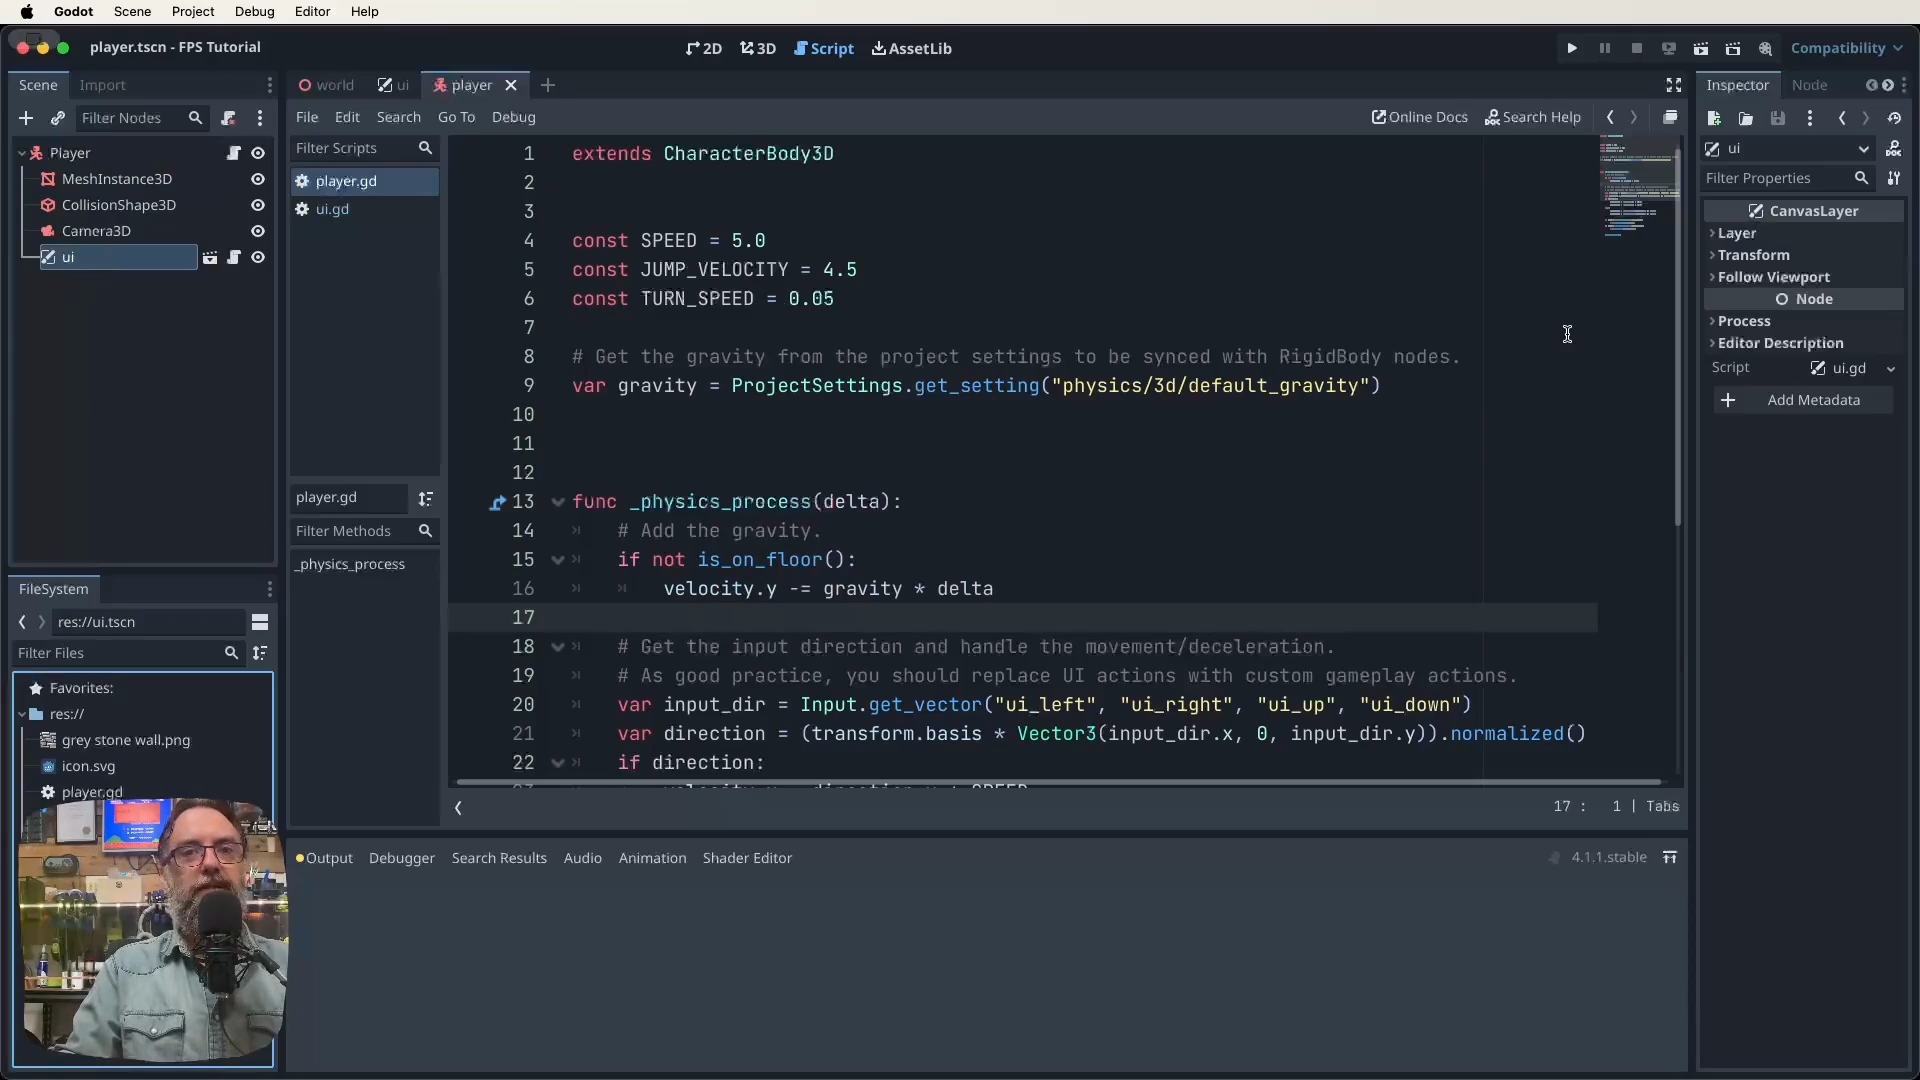 Godot Scene Project Debug Editor Help
player.tscn - FPS Tutorial
2D 3D Script AssetLib
Compatibility
Scene Import
world ui player
Inspector Node
Filter Nodes
File Edit Search Go To Debug
Online Docs Search Help
Player
MeshInstance3D
CollisionShape3D
Camera3D
ui
Filter Scripts
player.gd
ui.gd
player.gd
Filter Methods
_physics_process
1 extends CharacterBody3D
2
3
4 const SPEED = 5.0
5 const JUMP_VELOCITY = 4.5
6 const TURN_SPEED = 0.05
7
8 # Get the gravity from the project settings to be synced with RigidBody nodes.
9 var gravity = ProjectSettings.get_setting("physics/3d/default_gravity")
10
11
12
13 func _physics_process(delta):
14 # Add the gravity.
15 if not is_on_floor():
16 velocity.y -= gravity * delta
17
18 # Get the input direction and handle the movement/deceleration.
19 # As good practice, you should replace UI actions with custom gameplay actions.
20 var input_dir = Input.get_vector("ui_left", "ui_right", "ui_up", "ui_down")
21 var direction = (transform.basis * Vector3(input_dir.x, 0, input_dir.y)).normalized()
22 if direction:
17 : 1 | Tabs
ui
Filter Properties
CanvasLayer
Layer
Transform
Follow Viewport
Node
Process
Editor Description
Script ui.gd
Add Metadata
FileSystem
res://ui.tscn
Filter Files
Favorites:
res://
grey stone wall.png
icon.svg
player.gd
Output Debugger Search Results Audio Animation Shader Editor
4.1.1.stable